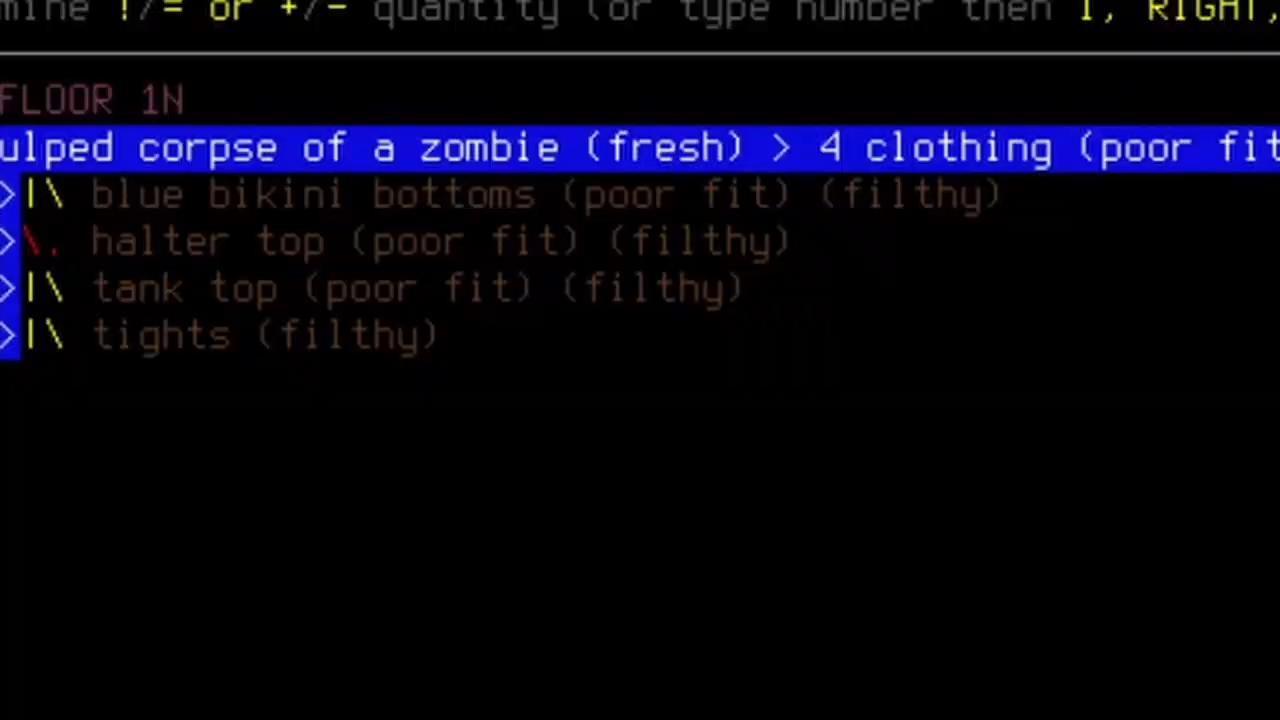 mine !/= or +/- quantity (or type number then I, RIGHT,
FLOOR 1N
ulped corpse of a zombie (fresh) > 4 clothing (poor fit
>|\ blue bikini bottoms (poor fit) (filthy)
>\. halter top (poor fit) (filthy)
>|\ tank top (poor fit) (filthy)
>|\ tights (filthy)